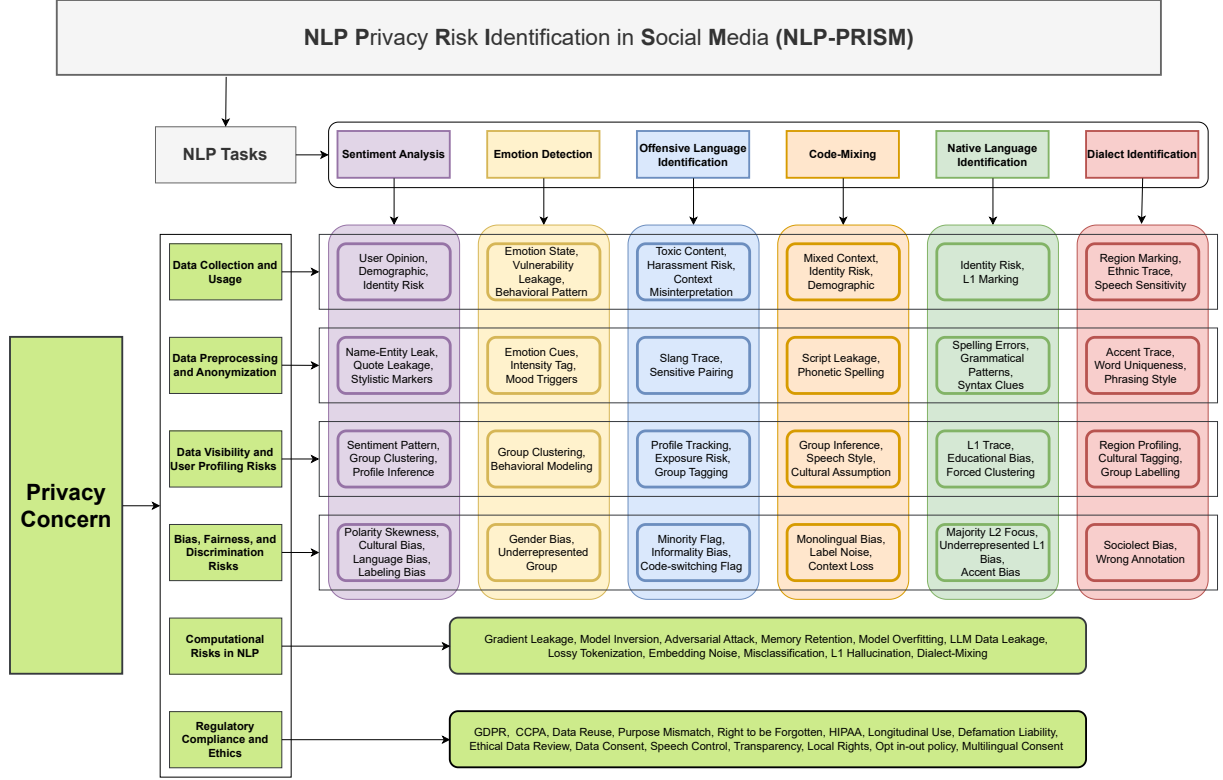 NLP Privacy Risk Identification in Social Media (NLP-PRISM)
NLP Tasks
Sentiment Analysis
Emotion Detection
Offensive Language
Identification
Code-Mixing
Native Language
Identification
Dialect Identification
Privacy
Concern
Data Collection and
Usage
User Opinion,
Demographic,
Identity Risk
Emotion State,
Vulnerability
Leakage,
Behavioral Pattern
Toxic Content,
Harassment Risk,
Context
Misinterpretation
Mixed Context,
Identity Risk,
Demographic
Identity Risk,
L1 Marking
Region Marking,
Ethnic Trace,
Speech Sensitivity
Data Preprocessing
and Anonymization
Name-Entity Leak,
Quote Leakage,
Stylistic Markers
Emotion Cues,
Intensity Tag,
Mood Triggers
Slang Trace,
Sensitive Pairing
Script Leakage,
Phonetic Spelling
Spelling Errors,
Grammatical
Patterns,
Syntax Clues
Accent Trace,
Word Uniqueness,
Phrasing Style
Data Visibility and
User Profiling Risks
Sentiment Pattern,
Group Clustering,
Profile Inference
Group Clustering,
Behavioral Modeling
Profile Tracking,
Exposure Risk,
Group Tagging
Group Inference,
Speech Style,
Cultural Assumption
L1 Trace,
Educational Bias,
Forced Clustering
Region Profiling,
Cultural Tagging,
Group Labelling
Bias, Fairness, and
Discrimination
Risks
Polarity Skewness,
Cultural Bias,
Language Bias,
Labeling Bias
Gender Bias,
Underrepresented
Group
Minority Flag,
Informality Bias,
Code-switching Flag
Monolingual Bias,
Label Noise,
Context Loss
Majority L2 Focus,
Underrepresented L1
Bias,
Accent Bias
Sociolect Bias,
Wrong Annotation
Computational
Risks in NLP
Gradient Leakage, Model Inversion, Adversarial Attack, Memory Retention, Model Overfitting, LLM Data Leakage,
Lossy Tokenization, Embedding Noise, Misclassification, L1 Hallucination, Dialect-Mixing
Regulatory
Compliance and
Ethics
GDPR, CCPA, Data Reuse, Purpose Mismatch, Right to be Forgotten, HIPAA, Longitudinal Use, Defamation Liability,
Ethical Data Review, Data Consent, Speech Control, Transparency, Local Rights, Opt in-out policy, Multilingual Consent